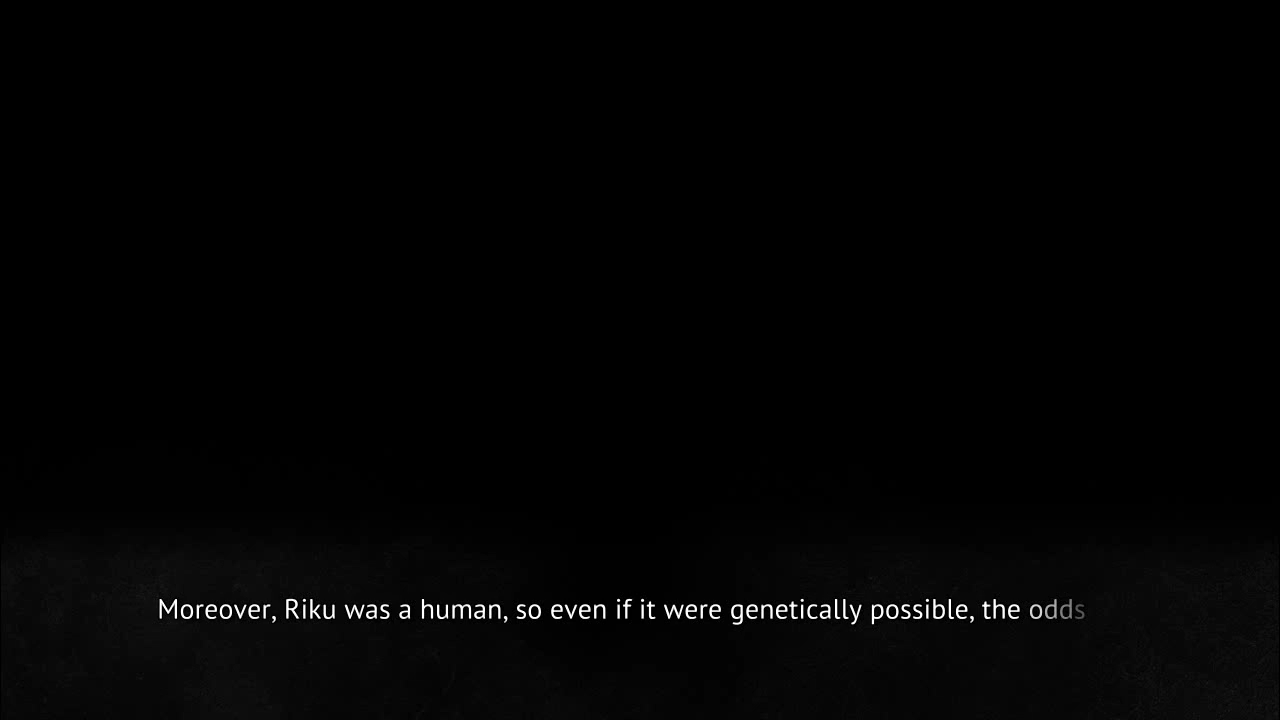 Moreover, Riku was a human, so even if it were genetically possible, the odds